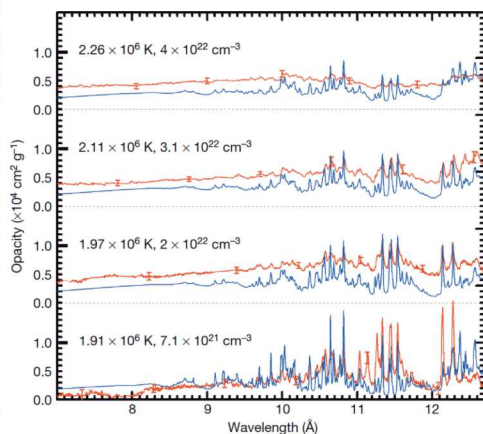 2.26 × 10⁶ K, 4 × 10²² cm⁻³
1.0
0.5
0.0
2.11 × 10⁶ K, 3.1 × 10²² cm⁻³
1.0
0.5
0.0
Opacity (×10⁴ cm² g⁻¹)
1.97 × 10⁶ K, 2 × 10²² cm⁻³
1.0
0.5
0.0
1.91 × 10⁶ K, 7.1 × 10²¹ cm⁻³
1.0
0.5
0.0
8 9 10 11 12
Wavelength (Å)